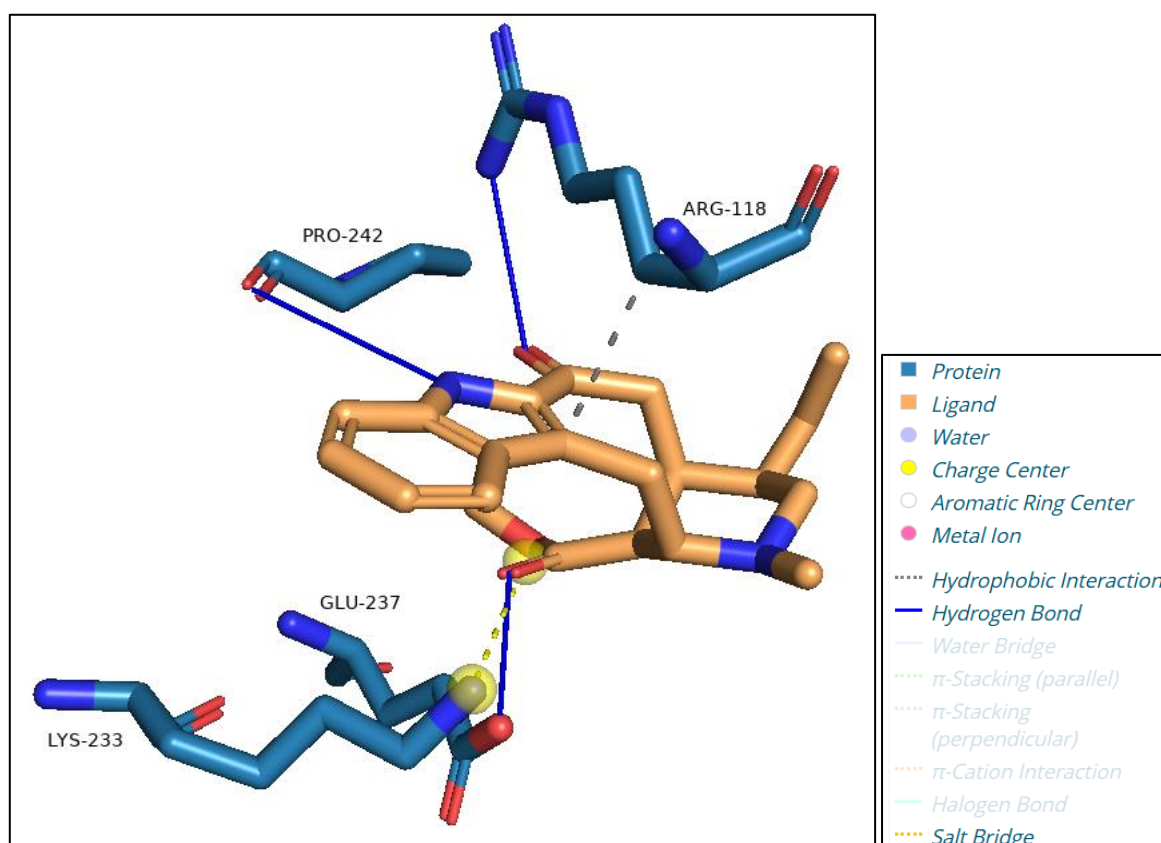 ARG-118
PRO-242
GLU-237
LYS-233
Protein
Ligand
Water
Charge Center
Aromatic Ring Center
Metal Ion
Hydrophobic Interaction
Hydrogen Bond
Water Bridge
π-Stacking (parallel)
π-Stacking
(perpendicular)
π-Cation Interaction
Halogen Bond
Salt Bridge